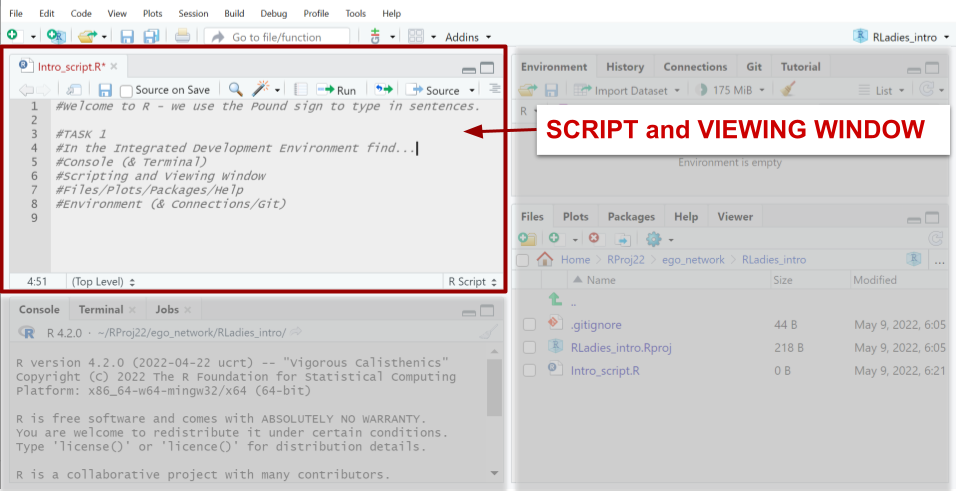 File Edit Code View Plots Session Build Debug Profile Tools Help
Go to file/function Addins RLadies_intro
Intro_script.R*
Source on Save Run Source
1 #Welcome to R - we use the Pound sign to type in sentences.
2
3 #TASK 1
4 #In the Integrated Development Environment find...
5 #Console (& Terminal)
6 #Scripting and Viewing Window
7 #Files/Plots/Packages/Help
8 #Environment (& Connections/Git)
9
4:51 (Top Level) R Script
Console Terminal Jobs
R 4.2.0 · ~/RProj22/ego_network/RLadies_intro/
R version 4.2.0 (2022-04-22 ucrt) -- "Vigorous Calisthenics"
Copyright (C) 2022 The R Foundation for Statistical Computing
Platform: x86_64-w64-mingw32/x64 (64-bit)
R is free software and comes with ABSOLUTELY NO WARRANTY.
You are welcome to redistribute it under certain conditions.
Type 'license()' or 'licence()' for distribution details.
R is a collaborative project with many contributors.
Environment History Connections Git Tutorial
Import Dataset 175 MiB List
R
SCRIPT and VIEWING WINDOW
Environment is empty
Files Plots Packages Help Viewer
Home > RProj22 > ego_network > RLadies_intro ...
Name Size Modified
..
.gitignore 44 B May 9, 2022, 6:05
RLadies_intro.Rproj 218 B May 9, 2022, 6:05
Intro_script.R 0 B May 9, 2022, 6:21